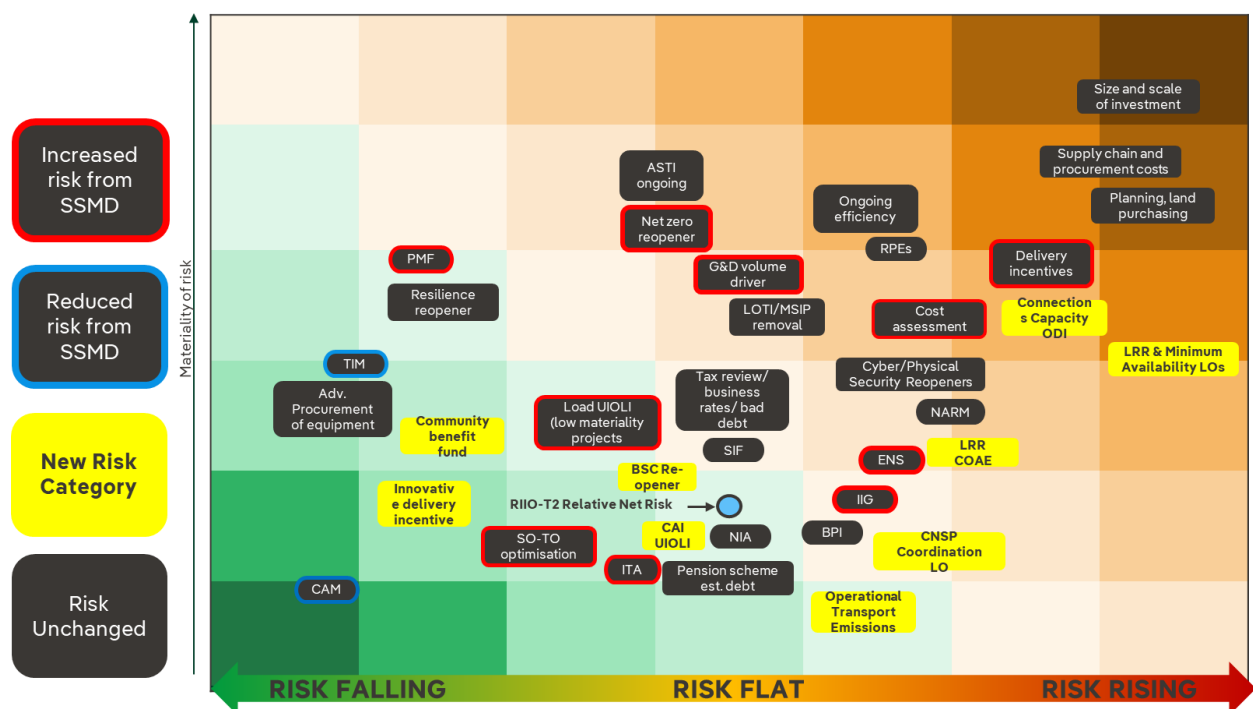 Increased
risk from
SSMD
Reduced
risk from
SSMD
New Risk
Category
Risk
Unchanged
Materiality of risk
Size and scale
of investment
Supply chain and
procurement costs
Planning, land
purchasing
ASTI
ongoing
Ongoing
efficiency
Net zero
reopener
RPEs
PMF
G&D volume
driver
Delivery
incentives
Resilience
reopener
LOTI/MSIP
removal
Cost
assessment
Connection
s Capacity
ODI
LRR & Minimum
Availability LOs
TIM
Adv.
Procurement
of equipment
Community
benefit
fund
Load UIOLI
(low materiality
projects
Tax review/
business
rates/ bad
debt
Cyber/Physical
Security Reopeners
NARM
SIF
ENS
LRR
COAE
BSC Re-
opener
Innovativ
e delivery
incentive
RIIO-T2 Relative Net Risk
IIG
SO-TO
optimisation
CAI
UIOLI
NIA
BPI
CNSP
Coordination
LO
ITA
Pension scheme
est. debt
CAM
Operational
Transport
Emissions
RISK FALLING
RISK FLAT
RISK RISING